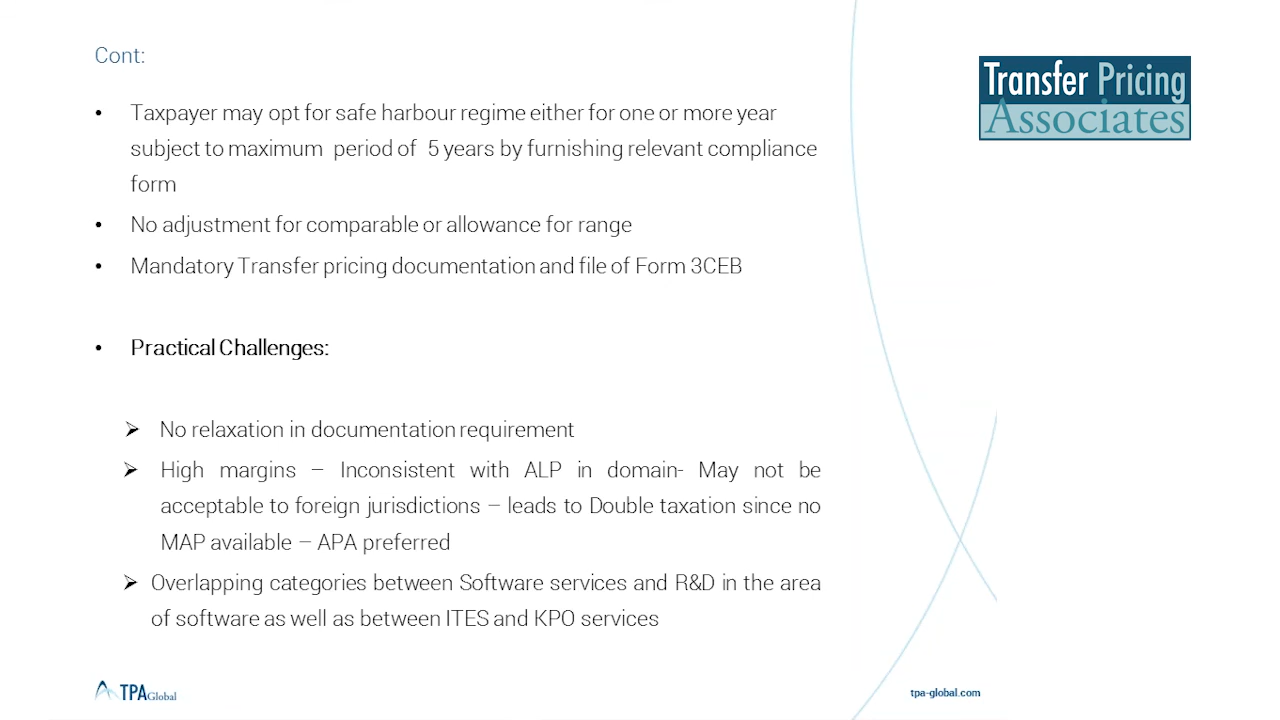 Cont:
Transfer Pricing
Associates
• Taxpayer may opt for safe harbour regime either for one or more year
subject to maximum period of 5 years by furnishing relevant compliance
form
• No adjustment for comparable or allowance for range
• Mandatory Transfer pricing documentation and file of Form 3CEB
• Practical Challenges:
➢ No relaxation in documentation requirement
➢ High margins – Inconsistent with ALP in domain- May not be
acceptable to foreign jurisdictions – leads to Double taxation since no
MAP available – APA preferred
➢ Overlapping categories between Software services and R&D in the area
of software as well as between ITES and KPO services
TPA Global
tpa-global.com